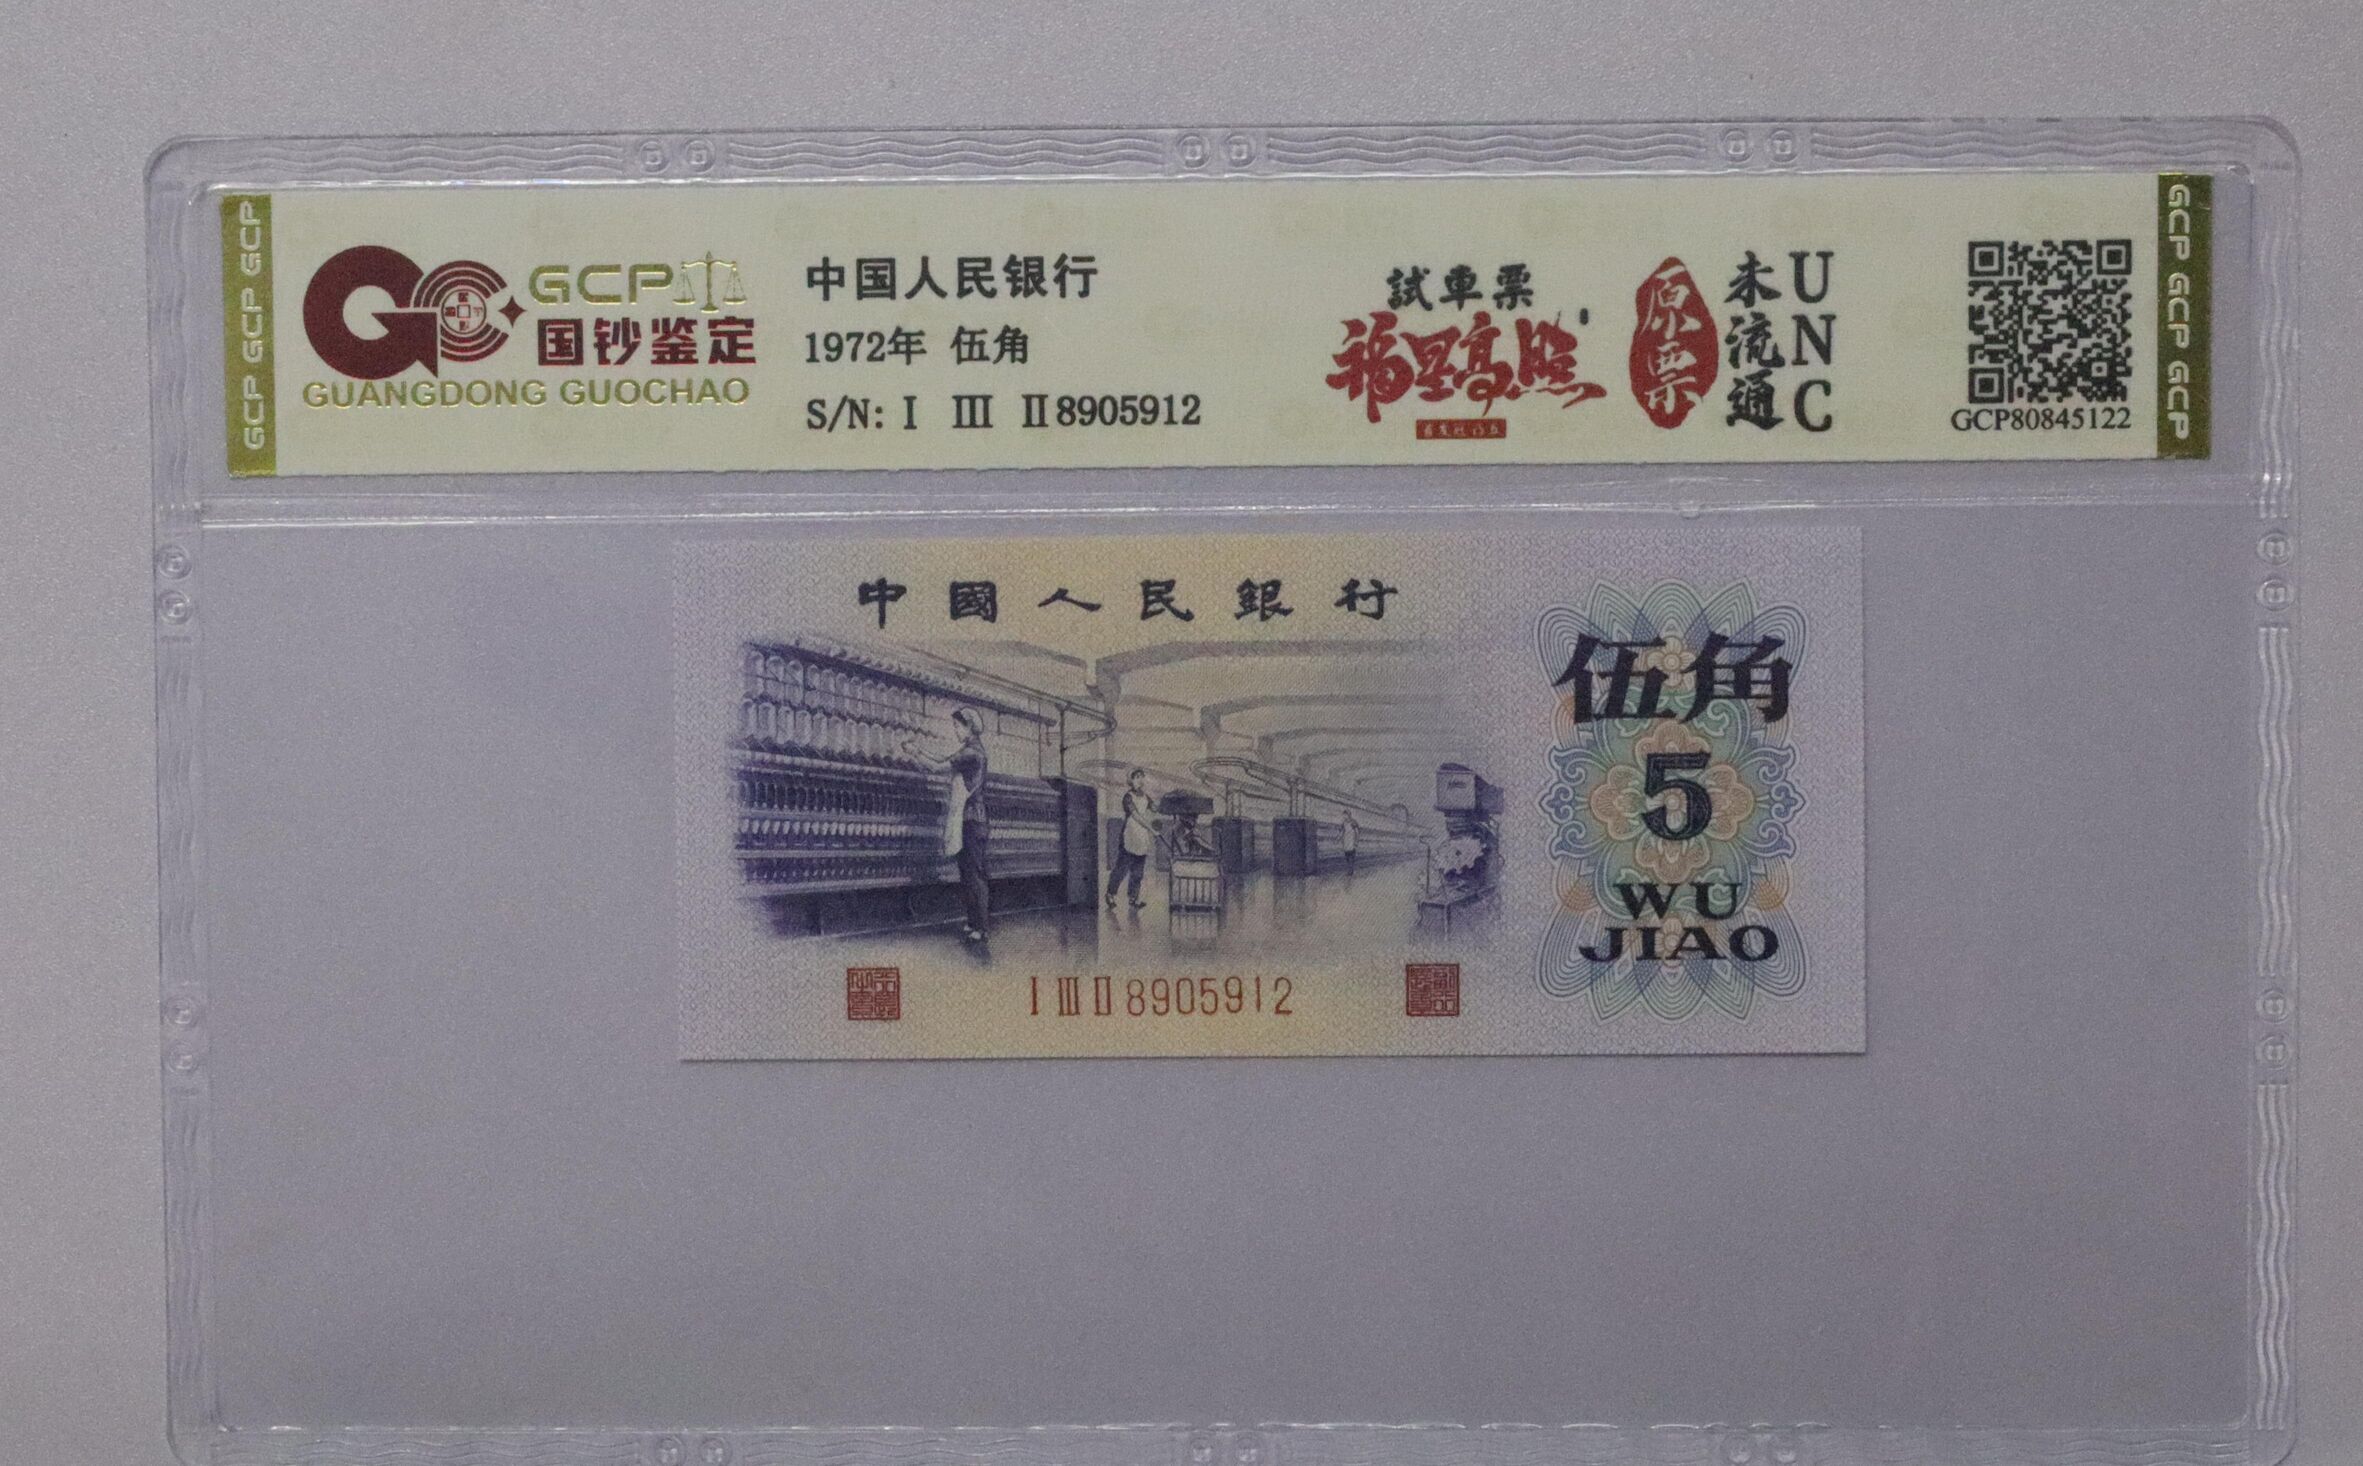 GCP GCP GCP
GCP
国钞鉴定
GUANGDONG GUOCHAO
中国人民银行
1972年 伍角
S/N: I III II 8905912
試車票
福星高照
原票
未流通
UNC
GCP80845122
GCP GCP GCP
中國人民銀行
伍角
5
WU
JIAO
I III II 8905912